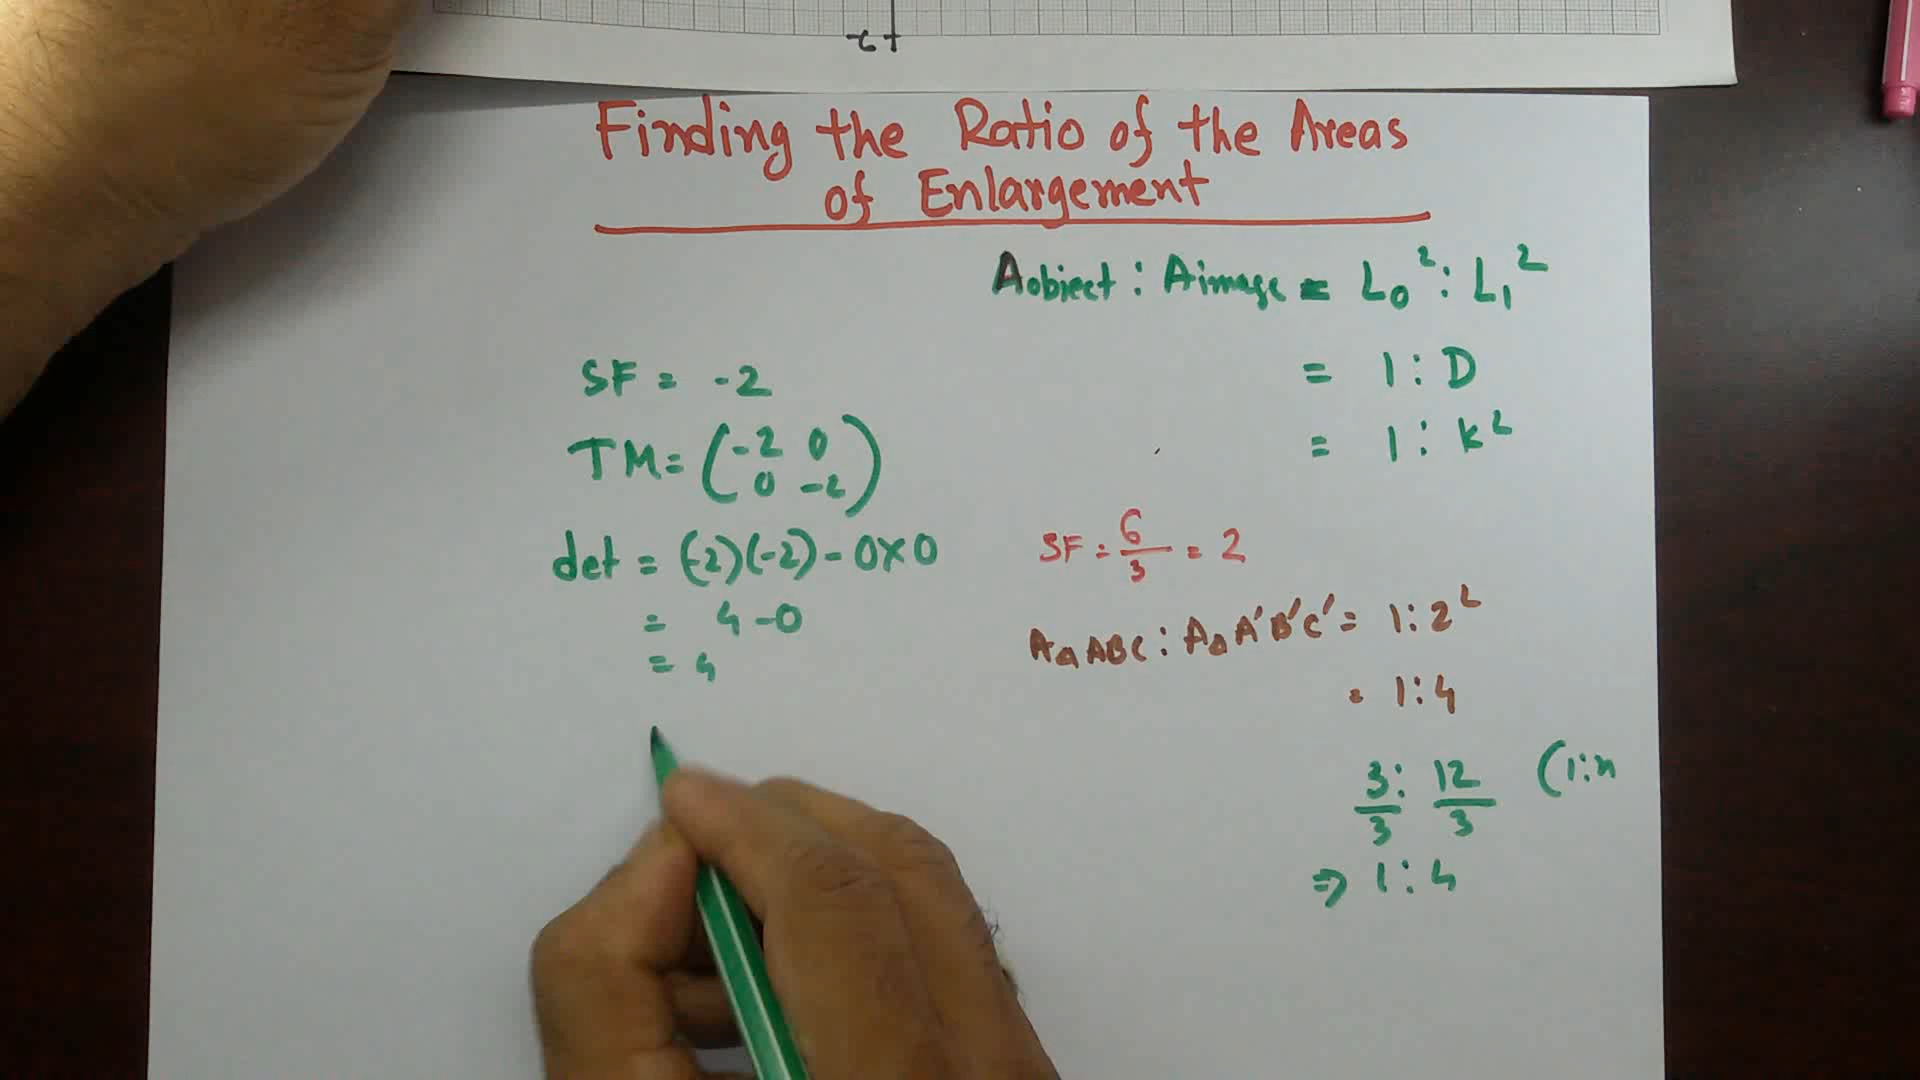 Finding the Ratio of the Areas
of Enlargement
Aobject : Aimage = L₀² : L₁²
= 1 : D
= 1 : k²
SF = -2
TM = (-2 0
0 -2)
det = (-2)(-2) - 0×0
= 4 - 0
= 4
SF = 6/3 = 2
A△ABC : A△A'B'C' = 1 : 2²
= 1 : 4
3/3 : 12/3 (1:n
⇒ 1 : 4